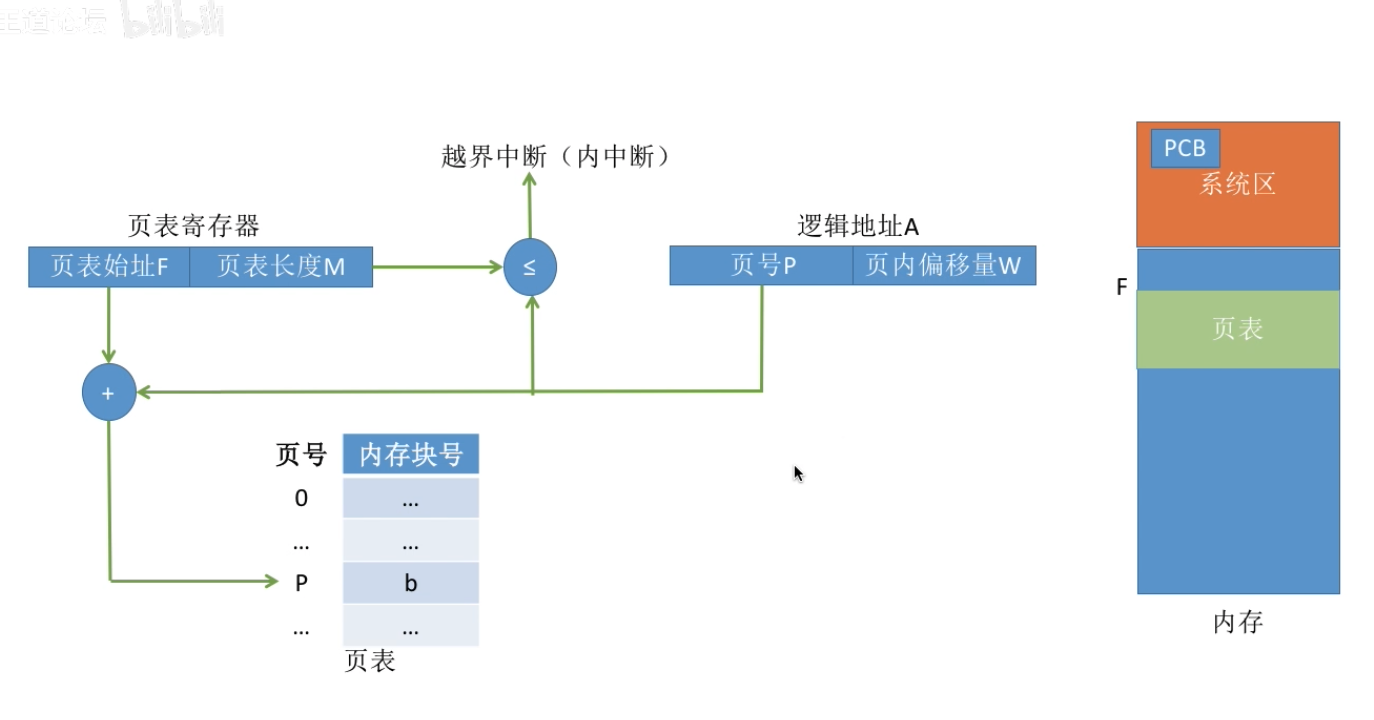 王道论坛 bilibili
越界中断（内中断）
页表寄存器
逻辑地址A
页表始址F 页表长度M
≤
页号P 页内偏移量W
PCB
系统区
F
页表
+
页号 内存块号
0 ...
... ...
P b
... ...
页表
内存